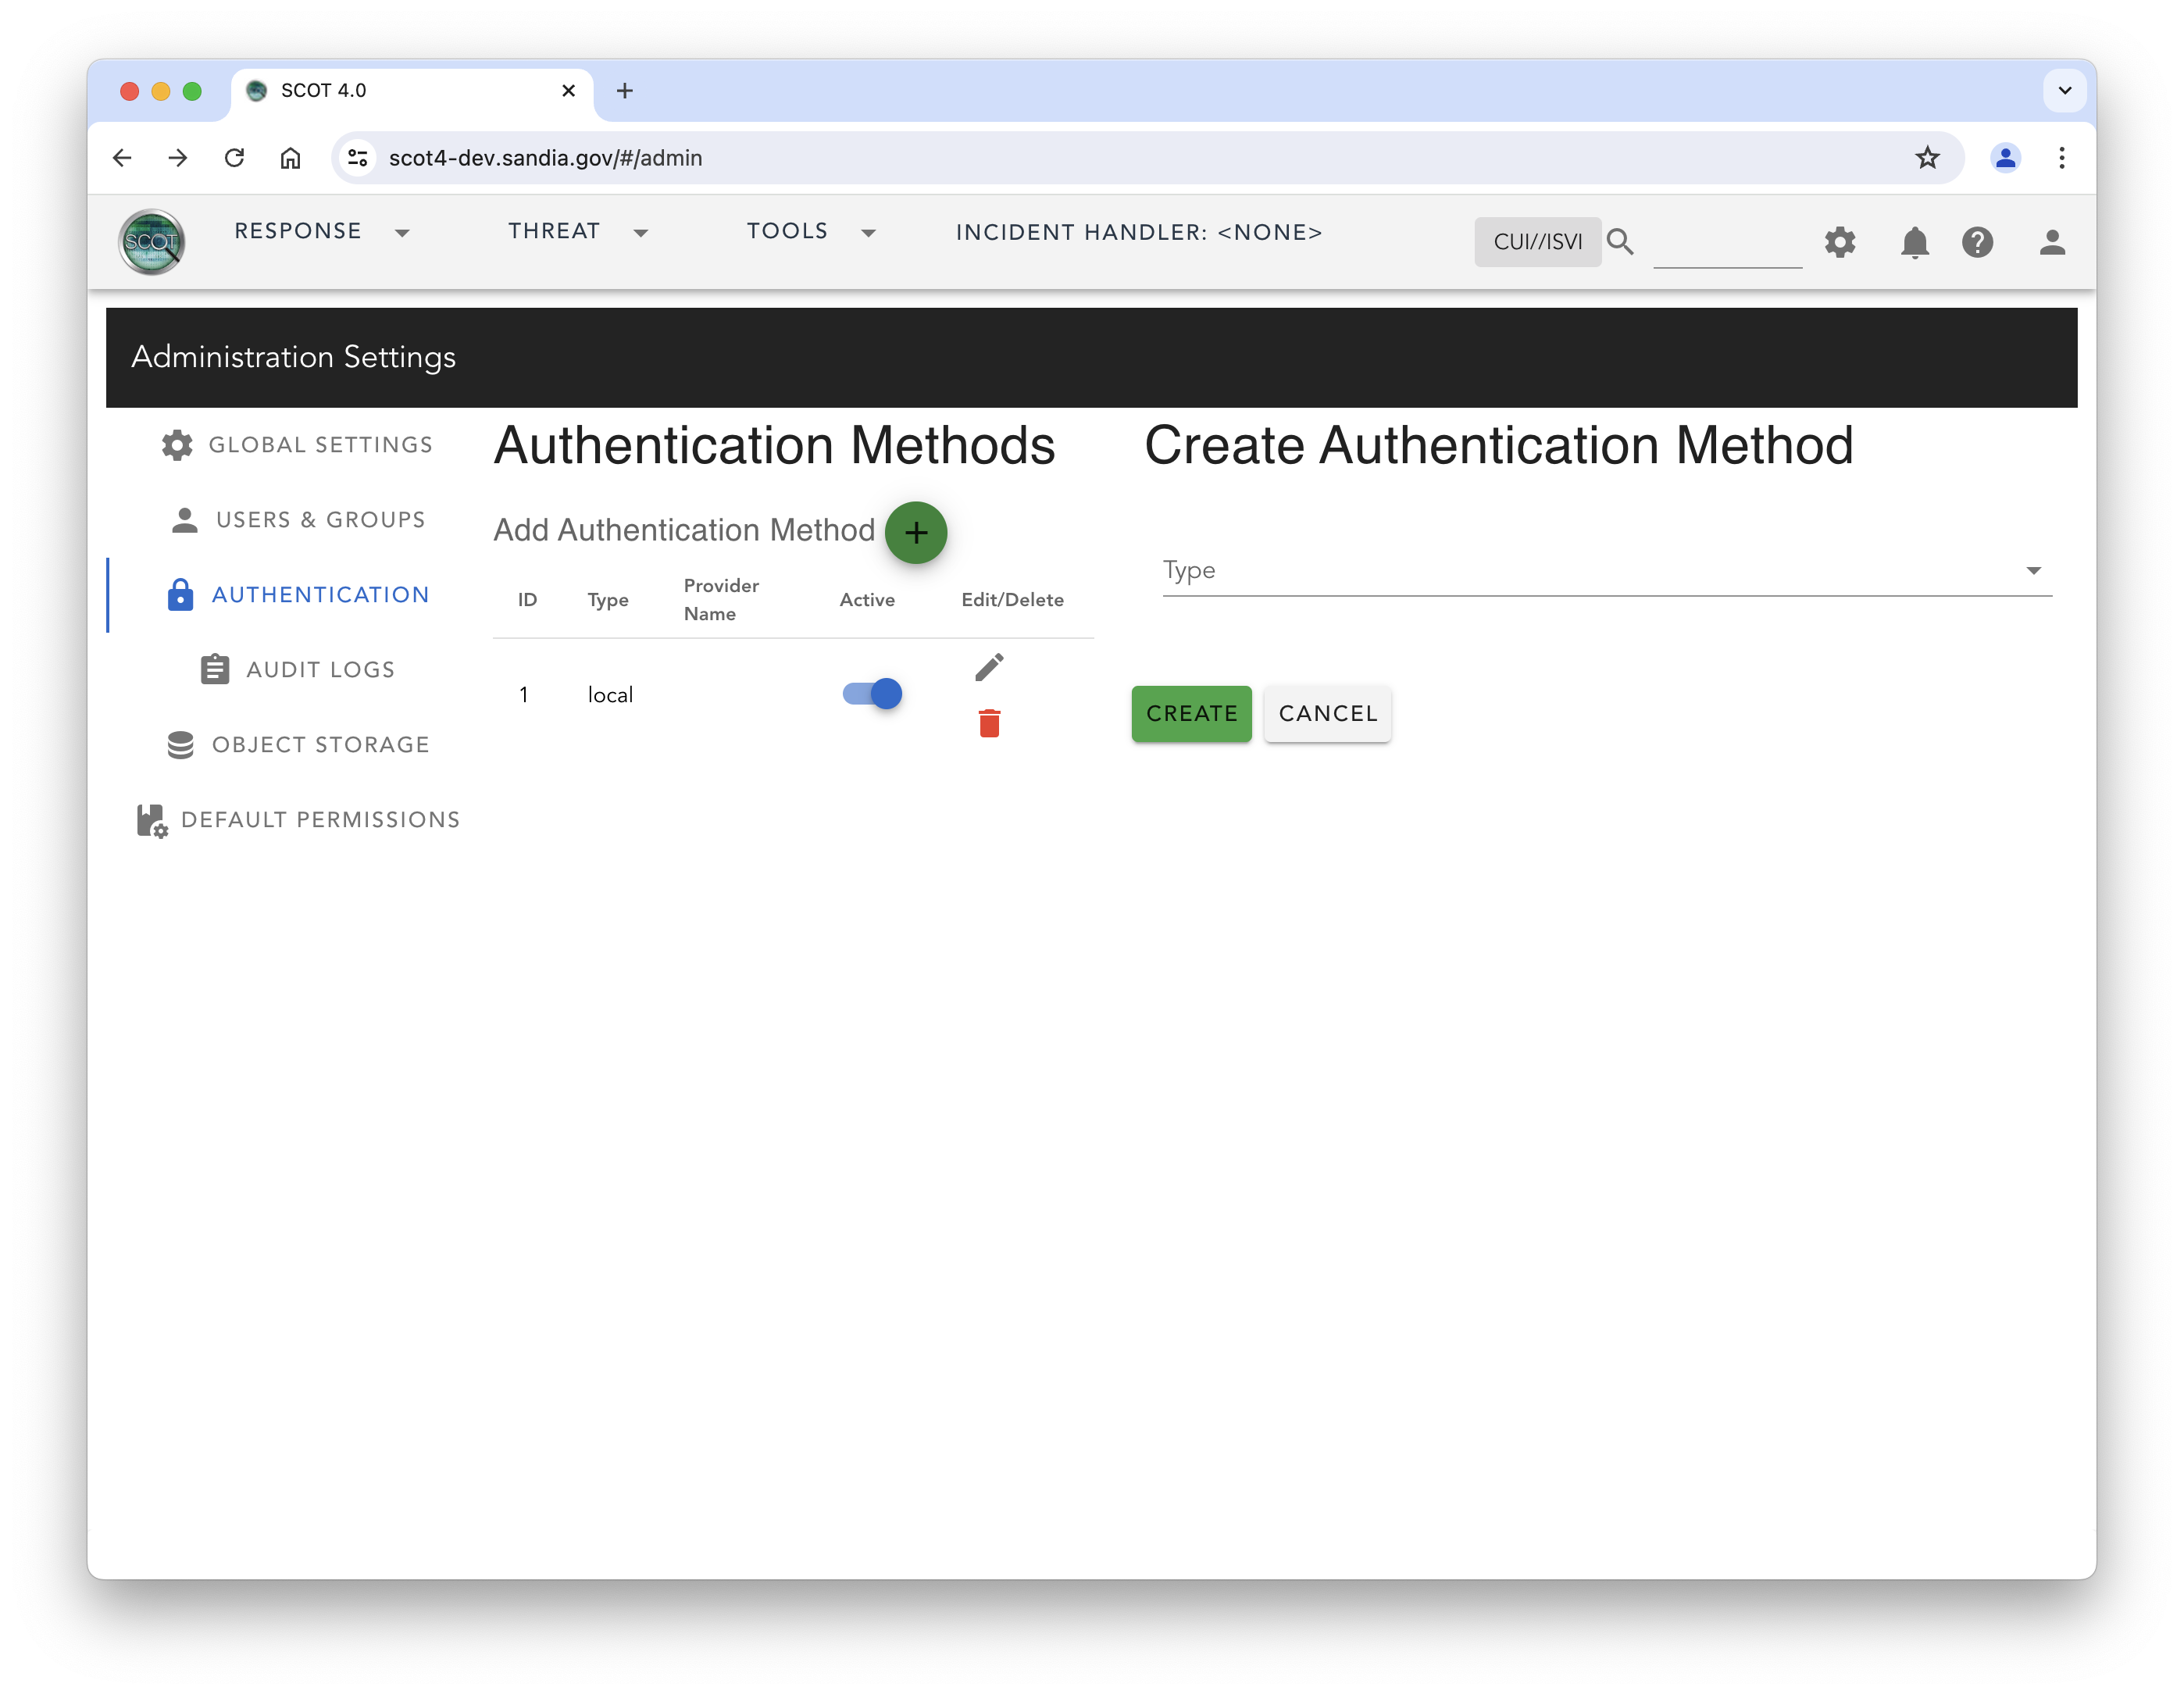 SCOT 4.0
scot4-dev.sandia.gov/#/admin
SCOT
RESPONSE THREAT TOOLS INCIDENT HANDLER: <NONE> CUI//ISVI
Administration Settings
GLOBAL SETTINGS
USERS & GROUPS
AUTHENTICATION
AUDIT LOGS
OBJECT STORAGE
DEFAULT PERMISSIONS
Authentication Methods
Add Authentication Method
ID Type Provider Name Active Edit/Delete
1 local
Create Authentication Method
Type
CREATE CANCEL